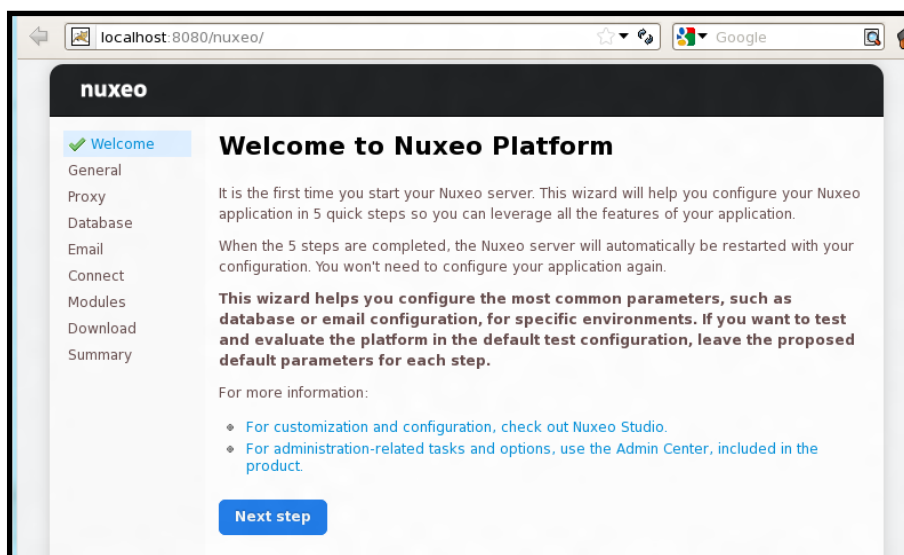 localhost:8080/nuxeo/
Google
nuxeo
Welcome
General
Proxy
Database
Email
Connect
Modules
Download
Summary
Welcome to Nuxeo Platform
It is the first time you start your Nuxeo server. This wizard will help you configure your Nuxeo
application in 5 quick steps so you can leverage all the features of your application.
When the 5 steps are completed, the Nuxeo server will automatically be restarted with your
configuration. You won't need to configure your application again.
This wizard helps you configure the most common parameters, such as
database or email configuration, for specific environments. If you want to test
and evaluate the platform in the default test configuration, leave the proposed
default parameters for each step.
For more information:
For customization and configuration, check out Nuxeo Studio.
For administration-related tasks and options, use the Admin Center, included in the
product.
Next step